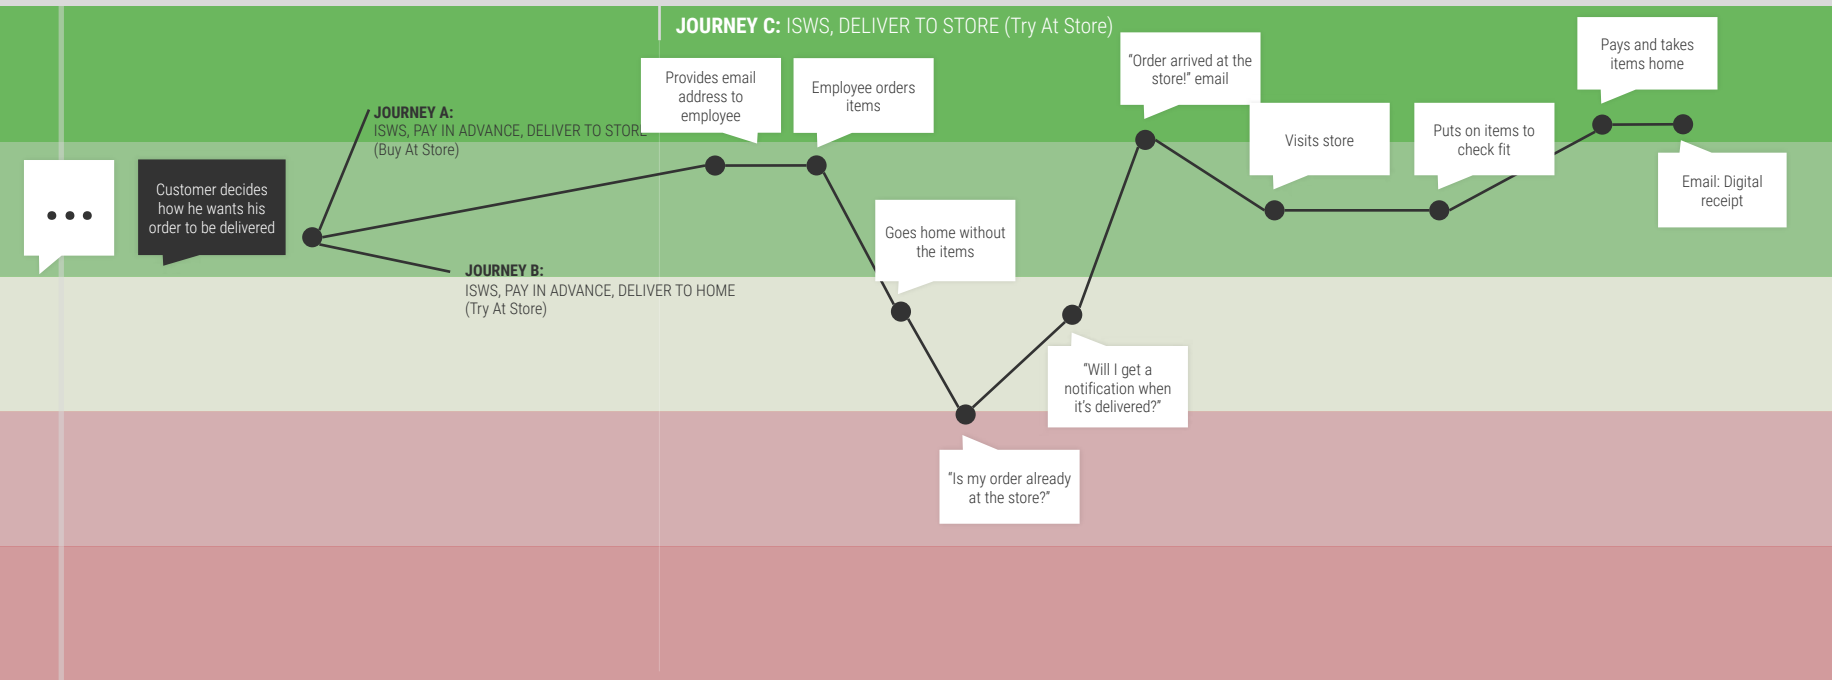 JOURNEY C: ISWS, DELIVER TO STORE (Try At Store)
JOURNEY A:
ISWS, PAY IN ADVANCE, DELIVER TO STORE
(Buy At Store)
•••
Customer decides
how he wants his
order to be delivered
JOURNEY B:
ISWS, PAY IN ADVANCE, DELIVER TO HOME
(Try At Store)
Provides email
address to
employee
Employee orders
items
Goes home without
the items
“Is my order already
at the store?”
“Will I get a
notification when
it’s delivered?”
“Order arrived at the
store!” email
Visits store
Puts on items to
check fit
Pays and takes
items home
Email: Digital
receipt